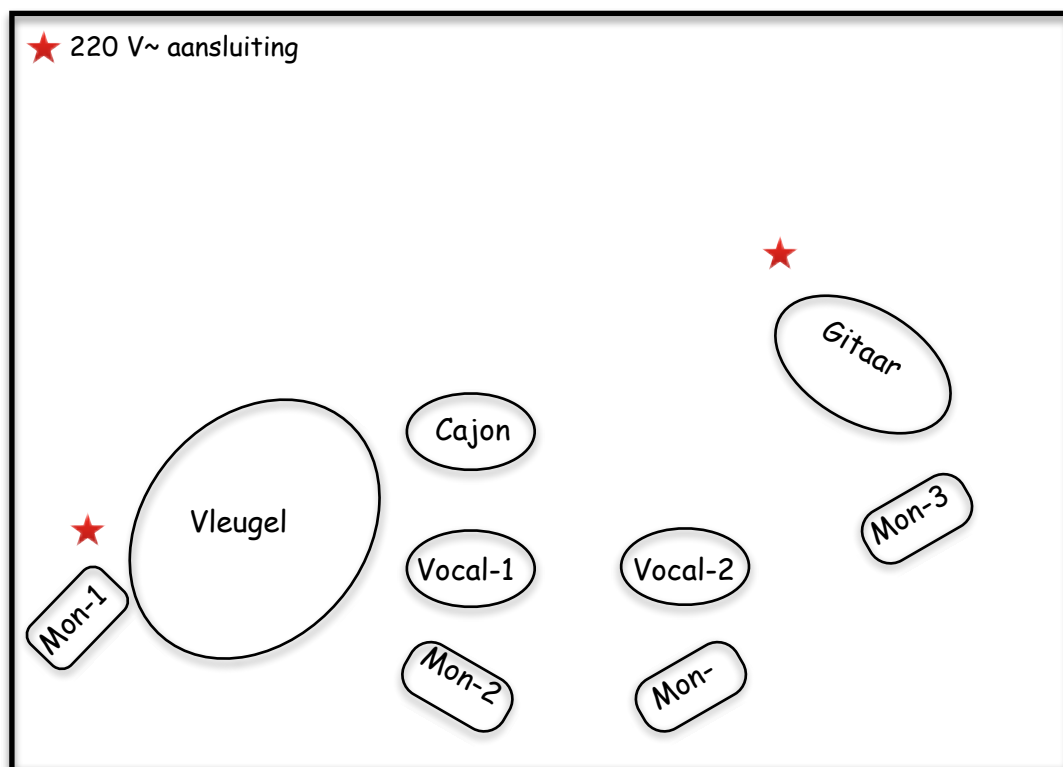 220 V~ aansluiting
Gitaar
Cajon
Vleugel
Mon-3
Vocal-1
Vocal-2
Mon-1
Mon-2
Mon-